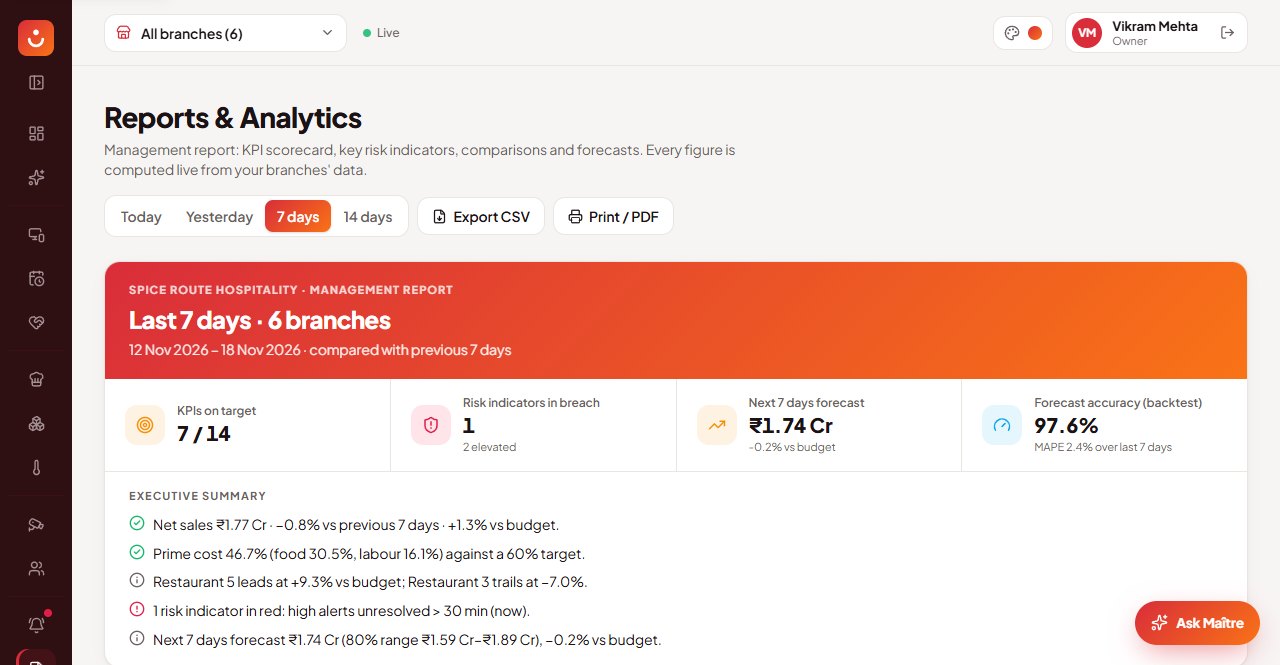 All branches (6)
Live
VM
Vikram Mehta
Owner
Reports & Analytics
Management report: KPI scorecard, key risk indicators, comparisons and forecasts. Every figure is
computed live from your branches' data.
Today
Yesterday
7 days
14 days
Export CSV
Print / PDF
SPICE ROUTE HOSPITALITY · MANAGEMENT REPORT
Last 7 days · 6 branches
12 Nov 2026 – 18 Nov 2026 · compared with previous 7 days
KPIs on target
7 / 14
Risk indicators in breach
1
2 elevated
Next 7 days forecast
₹1.74 Cr
-0.2% vs budget
Forecast accuracy (backtest)
97.6%
MAPE 2.4% over last 7 days
EXECUTIVE SUMMARY
Net sales ₹1.77 Cr · −0.8% vs previous 7 days · +1.3% vs budget.
Prime cost 46.7% (food 30.5%, labour 16.1%) against a 60% target.
Restaurant 5 leads at +9.3% vs budget; Restaurant 3 trails at −7.0%.
1 risk indicator in red: high alerts unresolved > 30 min (now).
Next 7 days forecast ₹1.74 Cr (80% range ₹1.59 Cr–₹1.89 Cr), −0.2% vs budget.
Ask Maître